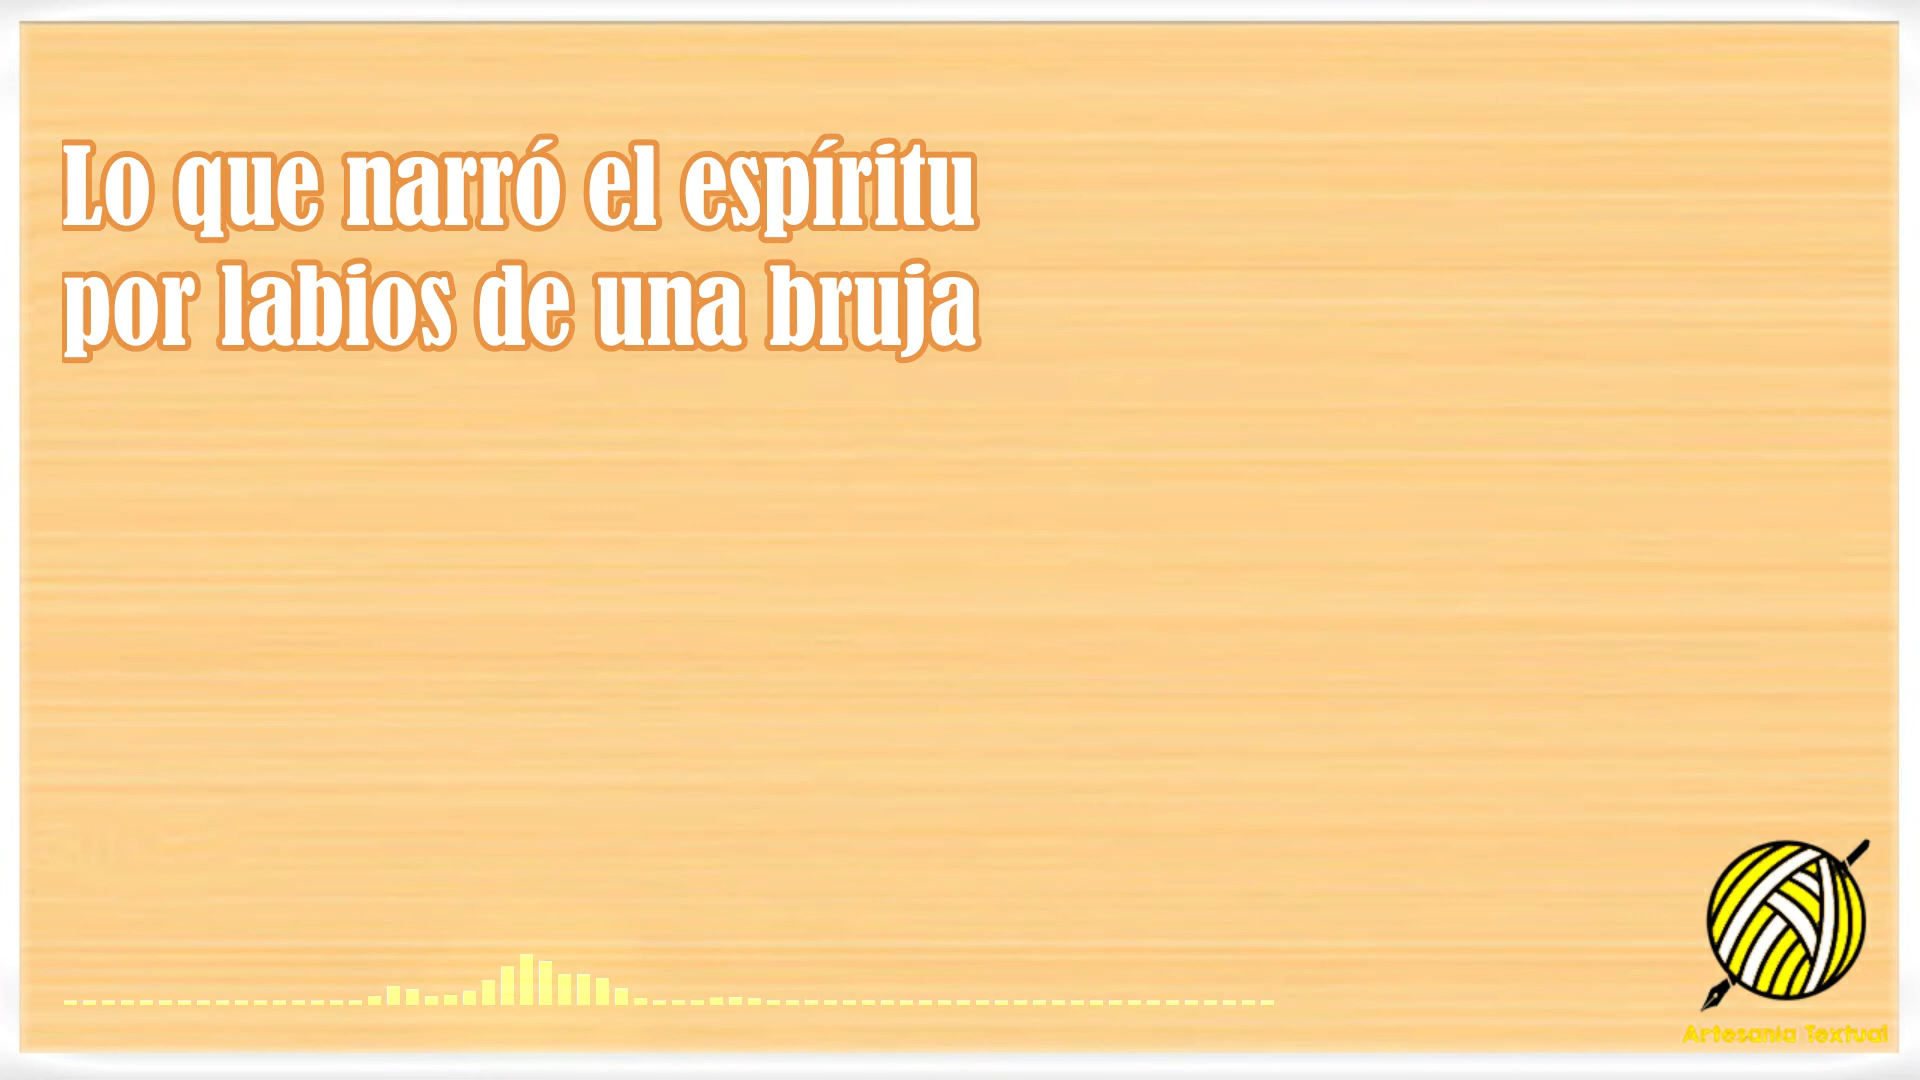 Lo que narró el espíritu
por labios de una bruja
Artesanía Textual